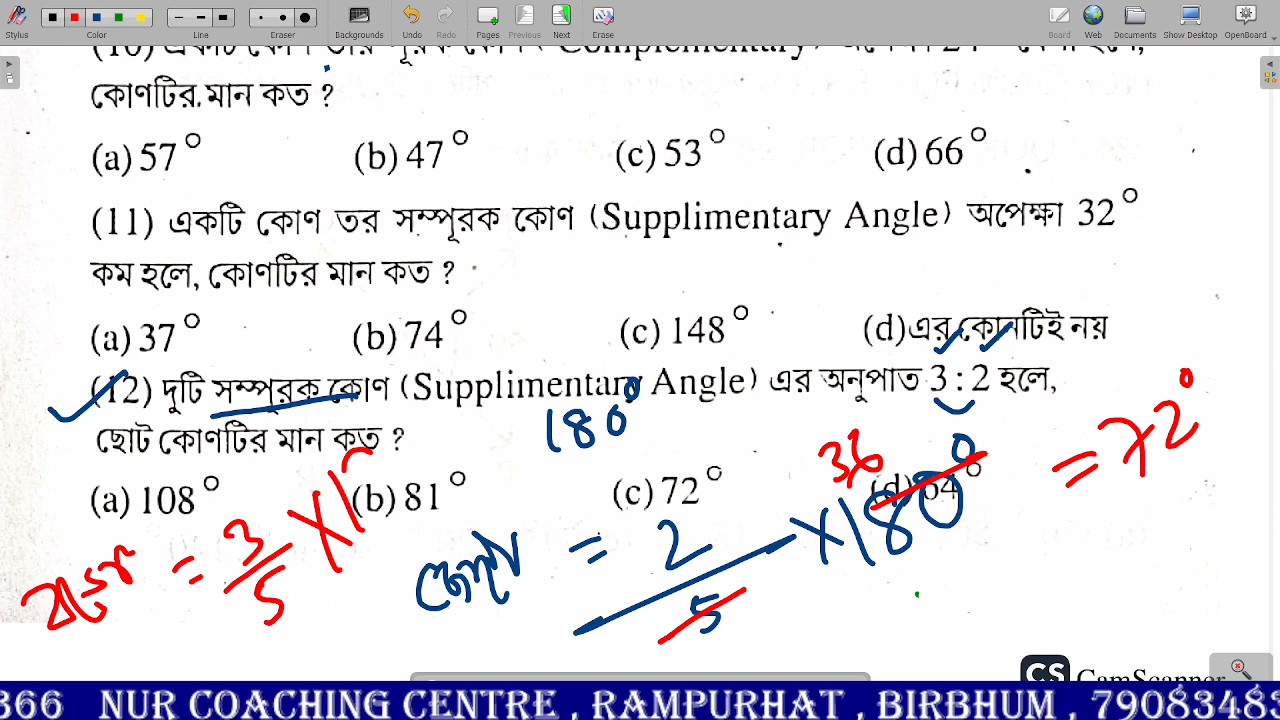 Stylus Color Line Eraser Backgrounds Undo Redo Pages Previous Next Erase Board Web Documents Show Desktop OpenBoard
কোণটির মান কত ?
(a) 57° (b) 47° (c) 53° (d) 66°
(11) একটি কোণ তর সম্পূরক কোণ (Supplimentary Angle) অপেক্ষা 32°
কম হলে, কোণটির মান কত ?
(a) 37° (b) 74° (c) 148° (d) এর কোনটিই নয়
(12) দুটি সম্পূরক কোণ (Supplimentary Angle) এর অনুপাত 3 : 2 হলে,
ছোট কোণটির মান কত ?
180°
(a) 108° (b) 81° (c) 72° (d) 64°
= 2/5 × 180° 36 = 72°
= 3/5 × 1
CS CamScanner
366 NUR COACHING CENTRE , RAMPURHAT , BIRBHUM , 79083483